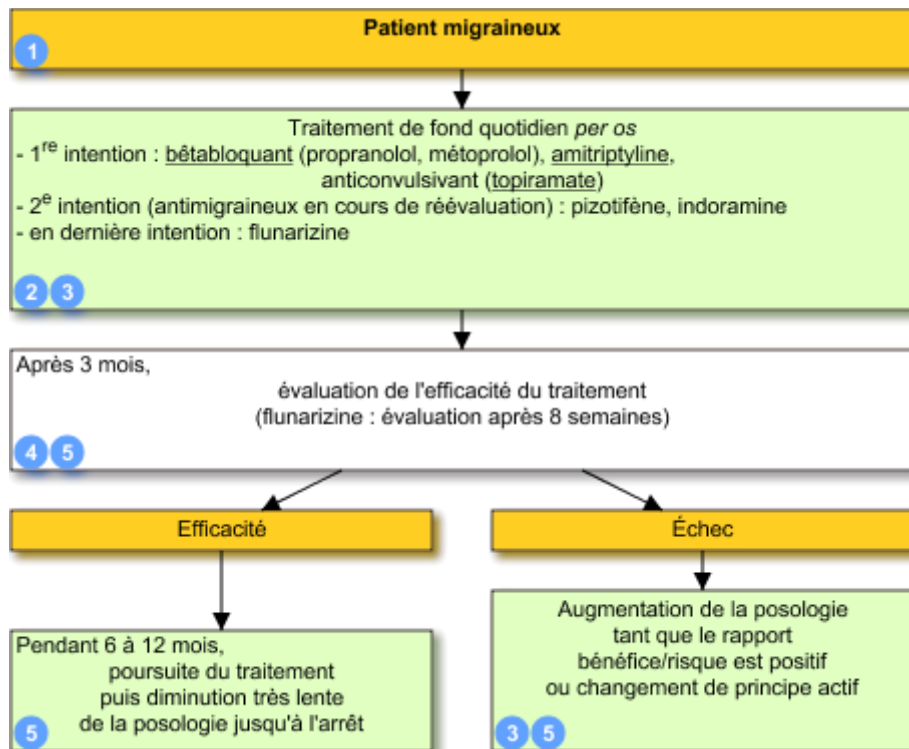 Patient migraineux
1
Traitement de fond quotidien per os
- 1re intention : bêtabloquant (propranolol, métoprolol), amitriptyline,
anticonvulsivant (topiramate)
- 2e intention (antimigraineux en cours de réévaluation) : pizotifène, indoramine
- en dernière intention : flunarizine
2 3
Après 3 mois,
évaluation de l'efficacité du traitement
(flunarizine : évaluation après 8 semaines)
4 5
Efficacité
Pendant 6 à 12 mois,
poursuite du traitement
puis diminution très lente
de la posologie jusqu'à l'arrêt
5
Échec
Augmentation de la posologie
tant que le rapport
bénéfice/risque est positif
ou changement de principe actif
3 5